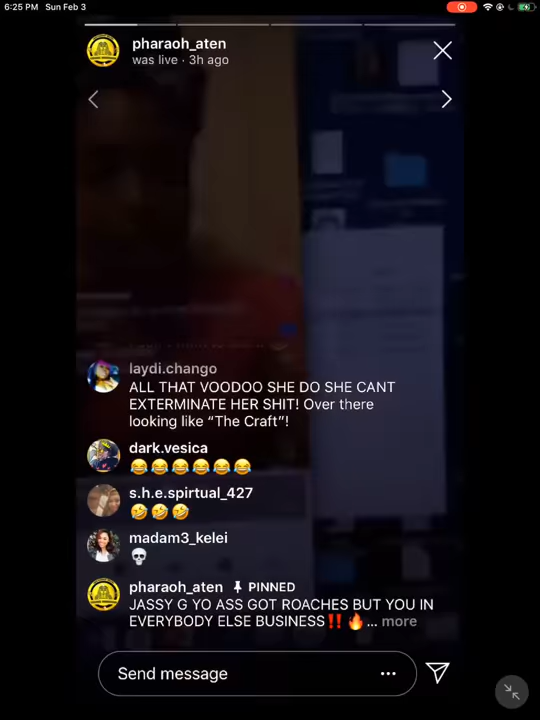 6:25 PM Sun Feb 3
pharaoh_aten
was live · 3h ago
laydi.chango
ALL THAT VOODOO SHE DO SHE CANT
EXTERMINATE HER SHIT! Over there
looking like “The Craft”!
dark.vesica
😂😂😂😂😂😂
s.h.e.spirtual_427
🤣🤣🤣
madam3_kelei
💀
pharaoh_aten PINNED
JASSY G YO ASS GOT ROACHES BUT YOU IN
EVERYBODY ELSE BUSINESS‼️🔥... more
Send message